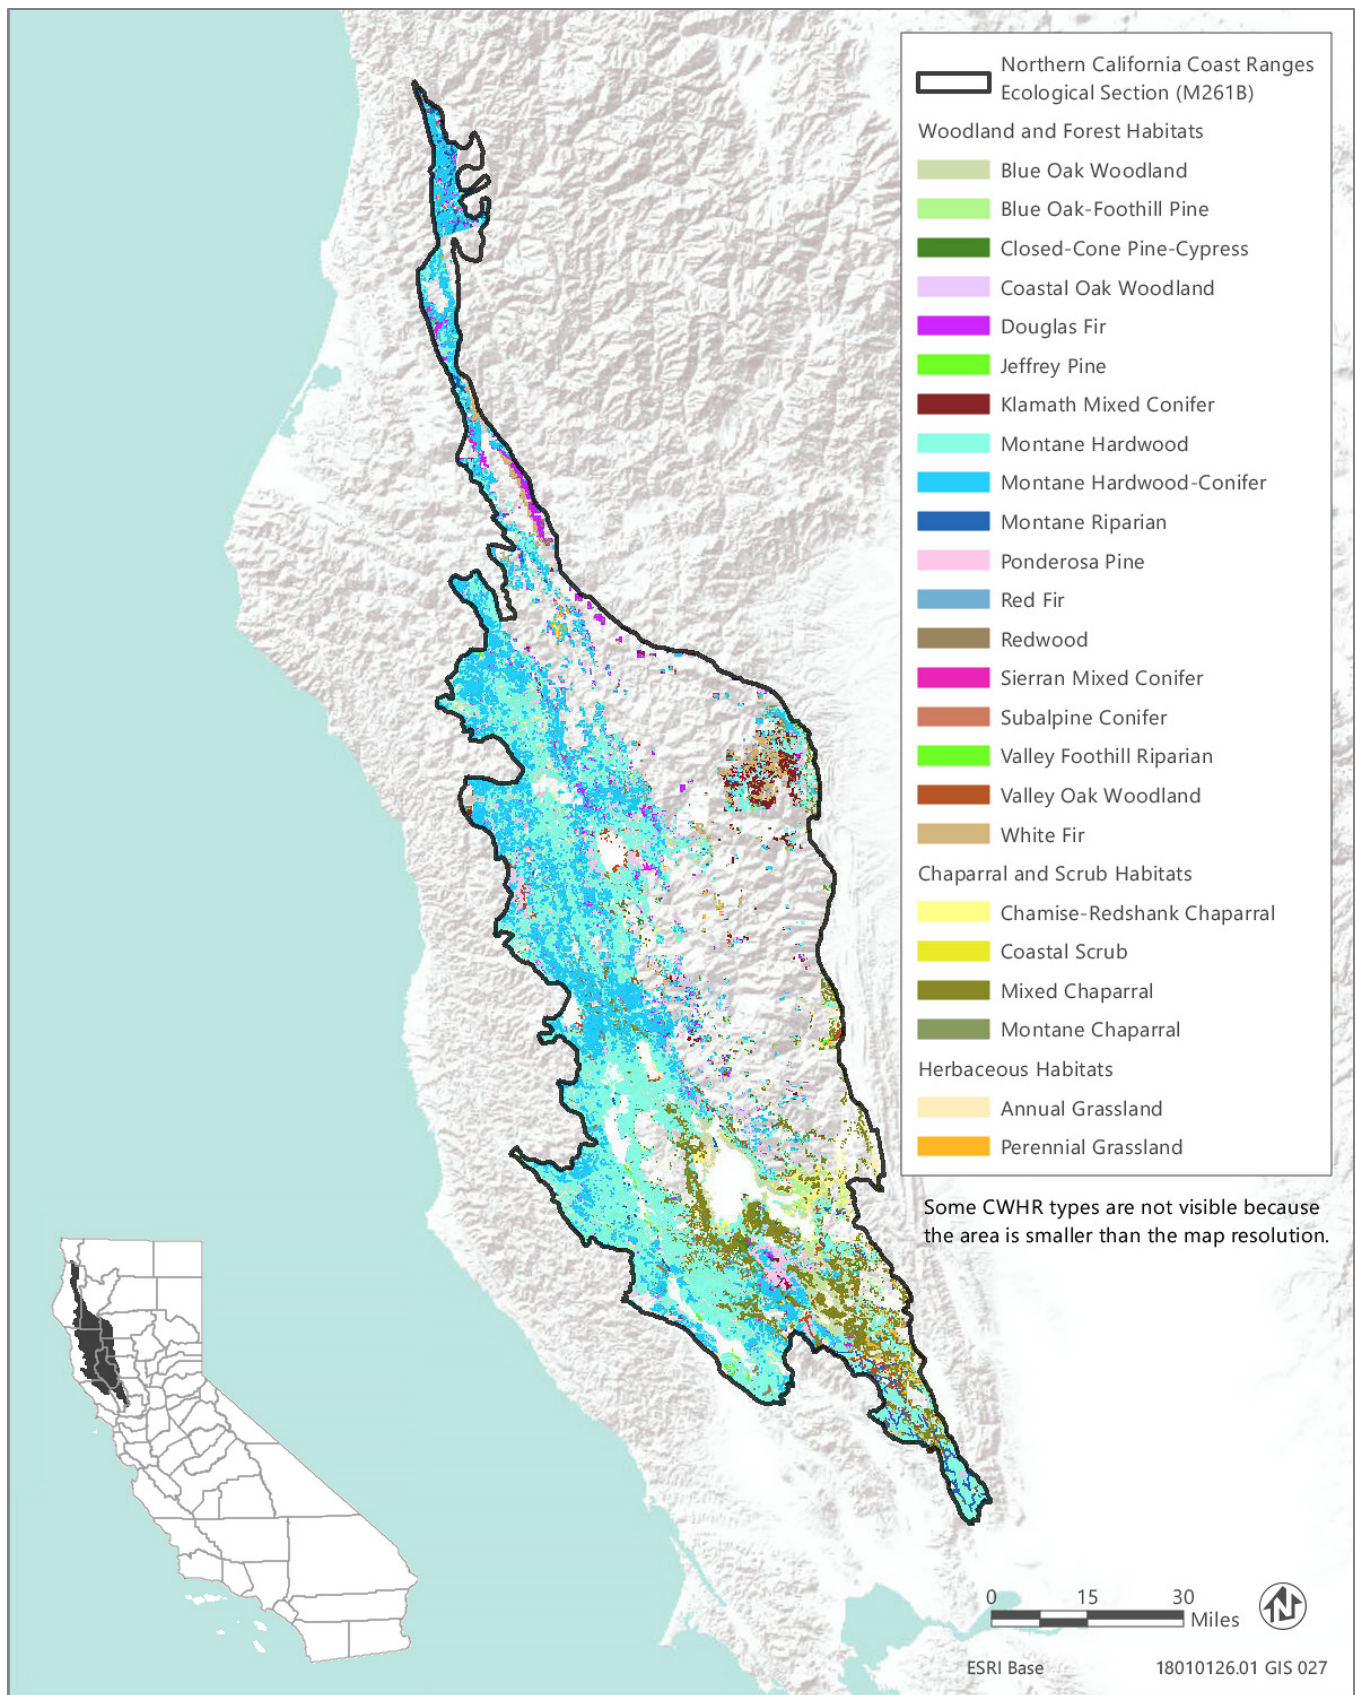 Northern California Coast Ranges
Ecological Section (M261B)
Woodland and Forest Habitats
Blue Oak Woodland
Blue Oak-Foothill Pine
Closed-Cone Pine-Cypress
Coastal Oak Woodland
Douglas Fir
Jeffrey Pine
Klamath Mixed Conifer
Montane Hardwood
Montane Hardwood-Conifer
Montane Riparian
Ponderosa Pine
Red Fir
Redwood
Sierran Mixed Conifer
Subalpine Conifer
Valley Foothill Riparian
Valley Oak Woodland
White Fir
Chaparral and Scrub Habitats
Chamise-Redshank Chaparral
Coastal Scrub
Mixed Chaparral
Montane Chaparral
Herbaceous Habitats
Annual Grassland
Perennial Grassland
Some CWHR types are not visible because
the area is smaller than the map resolution.
0 15 30
Miles
N
ESRI Base 18010126.01 GIS 027